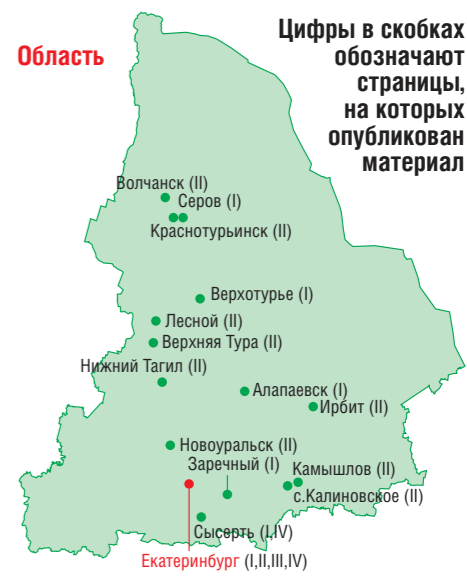 Цифры в скобках
обозначают
страницы,
на которых
опубликован
материал
Область
Волчанск (II)
Серов (I)
Краснотурьинск (II)
Верхотурье (I)
Лесной (II)
Верхняя Тура (II)
Нижний Тагил (II)
Алапаевск (I)
Ирбит (II)
Новоуральск (II)
Заречный (I)
Камышлов (II)
с.Калиновское (II)
Сысерть (I,IV)
Екатеринбург (I,II,III,IV)